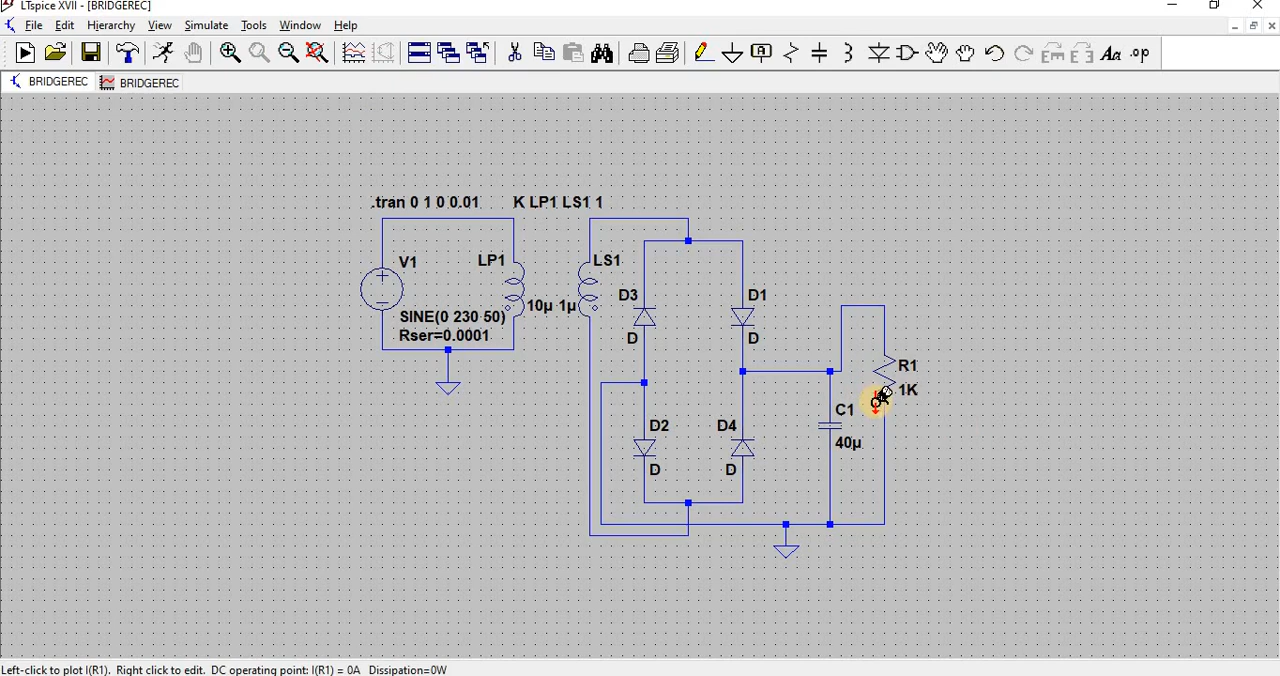 LTspice XVII - [BRIDGEREC]
File Edit Hierarchy View Simulate Tools Window Help
Aa .op
BRIDGEREC BRIDGEREC
.tran 0 1 0 0.01 K LP1 LS1 1
V1 LP1 LS1
SINE(0 230 50) 10µ 1µ
Rser=0.0001
D3 D1
D D
R1
1K
D2 D4 C1
D D 40µ
Left-click to plot I(R1). Right click to edit. DC operating point: I(R1) = 0A Dissipation=0W